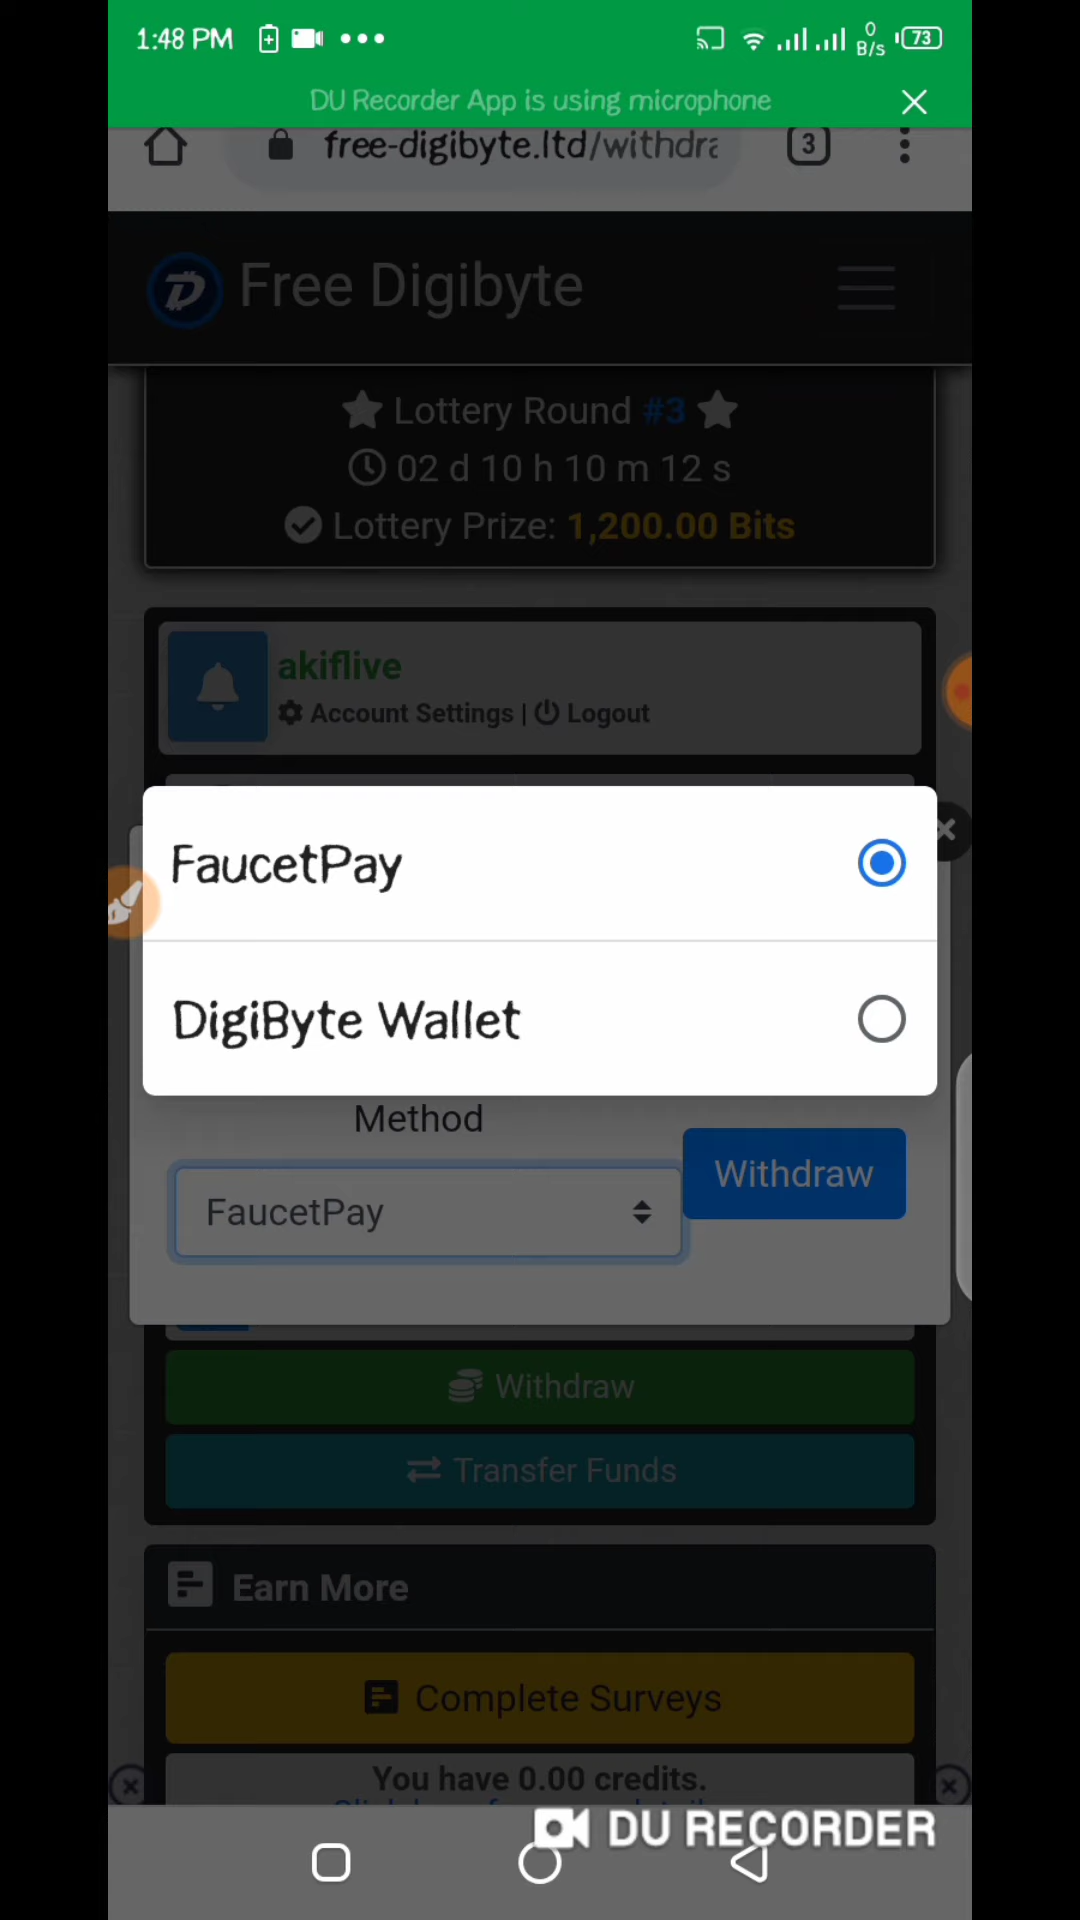 1:48 PM
0 B/s 73
DU Recorder App is using microphone
free-digibyte.ltd/withdra
3
Free Digibyte
Lottery Round #3
02 d 10 h 10 m 12 s
Lottery Prize: 1,200.00 Bits
akiflive
Account Settings | Logout
FaucetPay
DigiByte Wallet
Method
FaucetPay
Withdraw
Withdraw
Transfer Funds
Earn More
Complete Surveys
You have 0.00 credits.
DU RECORDER